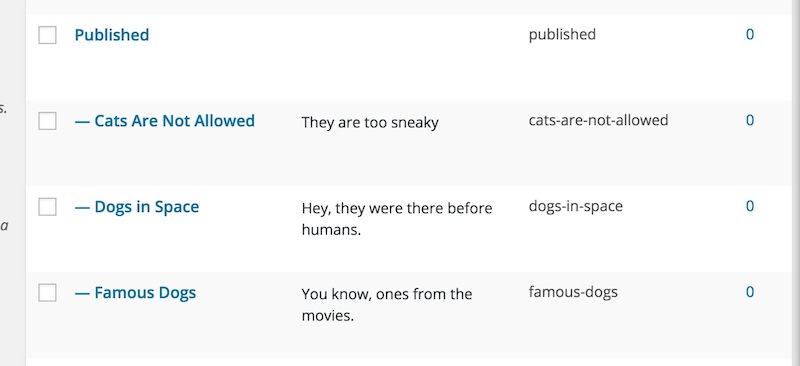 Published published 0
s.
— Cats Are Not Allowed They are too sneaky cats-are-not-allowed 0
— Dogs in Space Hey, they were there before dogs-in-space 0
humans.
a
— Famous Dogs You know, ones from the famous-dogs 0
movies.